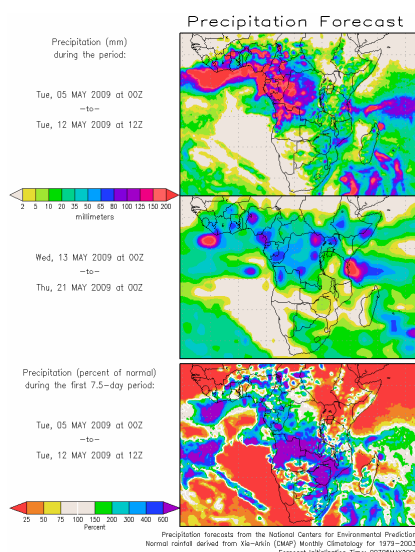 Precipitation Forecast
Precipitation (mm)
during the period:
Tue, 05 MAY 2009 at 00Z
—to—
Tue, 12 MAY 2009 at 12Z
2 5 10 20 35 50 65 80 100 125 150 200
millimeters
Wed, 13 MAY 2009 at 00Z
—to—
Thu, 21 MAY 2009 at 00Z
Precipitation (percent of normal)
during the first 7.5-day period:
Tue, 05 MAY 2009 at 00Z
—to—
Tue, 12 MAY 2009 at 12Z
25 50 75 100 150 200 300 400 600
Percent
Precipitation forecasts from the National Centers for Environmental Prediction
Normal rainfall derived from Xie-Arkin (CMAP) Monthly Climatology for 1979-2003
Forecast Initialization Time: